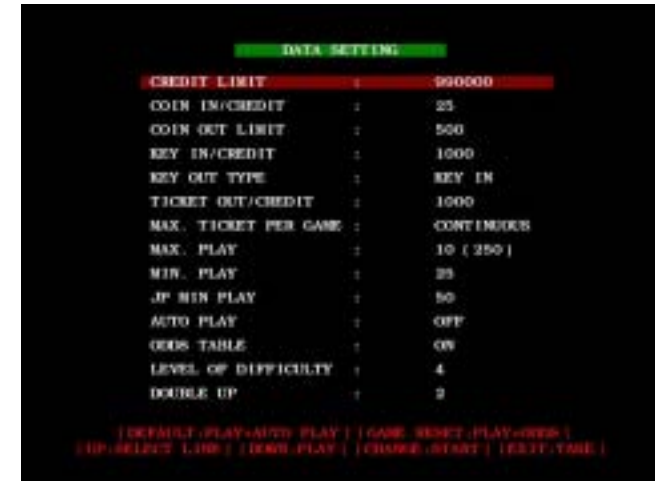 DATA SETTING
CREDIT LIMIT : 990000
COIN IN/CREDIT : 25
COIN OUT LIMIT : 500
KEY IN/CREDIT : 1000
KEY OUT TYPE : KEY IN
TICKET OUT/CREDIT : 1000
MAX. TICKET PER GAME : CONTINUOUS
MAX. PLAY : 10 ( 250 )
MIN. PLAY : 25
JP MIN PLAY : 50
AUTO PLAY : OFF
ODDS TABLE : ON
LEVEL OF DIFFICULTY : 4
DOUBLE UP : 2
[DEFAULT:PLAY+AUTO PLAY] [GAME RESET:PLAY+ODDS]
[UP:SELECT LINE] [DOWN:PLAY] [CHANGE:START] [EXIT:TAKE]